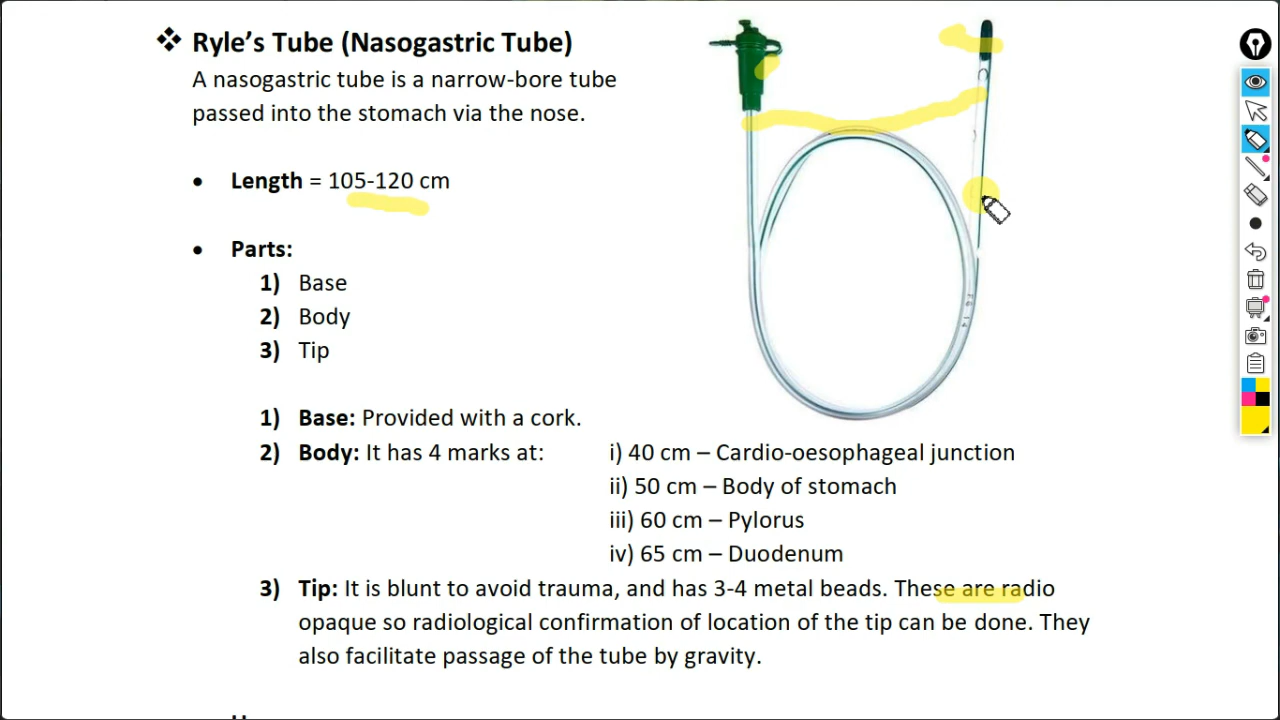 ❖ Ryle's Tube (Nasogastric Tube)
A nasogastric tube is a narrow-bore tube
passed into the stomach via the nose.
• Length = 105-120 cm
• Parts:
1) Base
2) Body
3) Tip
1) Base: Provided with a cork.
2) Body: It has 4 marks at: i) 40 cm – Cardio-oesophageal junction
ii) 50 cm – Body of stomach
iii) 60 cm – Pylorus
iv) 65 cm – Duodenum
3) Tip: It is blunt to avoid trauma, and has 3-4 metal beads. These are radio
opaque so radiological confirmation of location of the tip can be done. They
also facilitate passage of the tube by gravity.